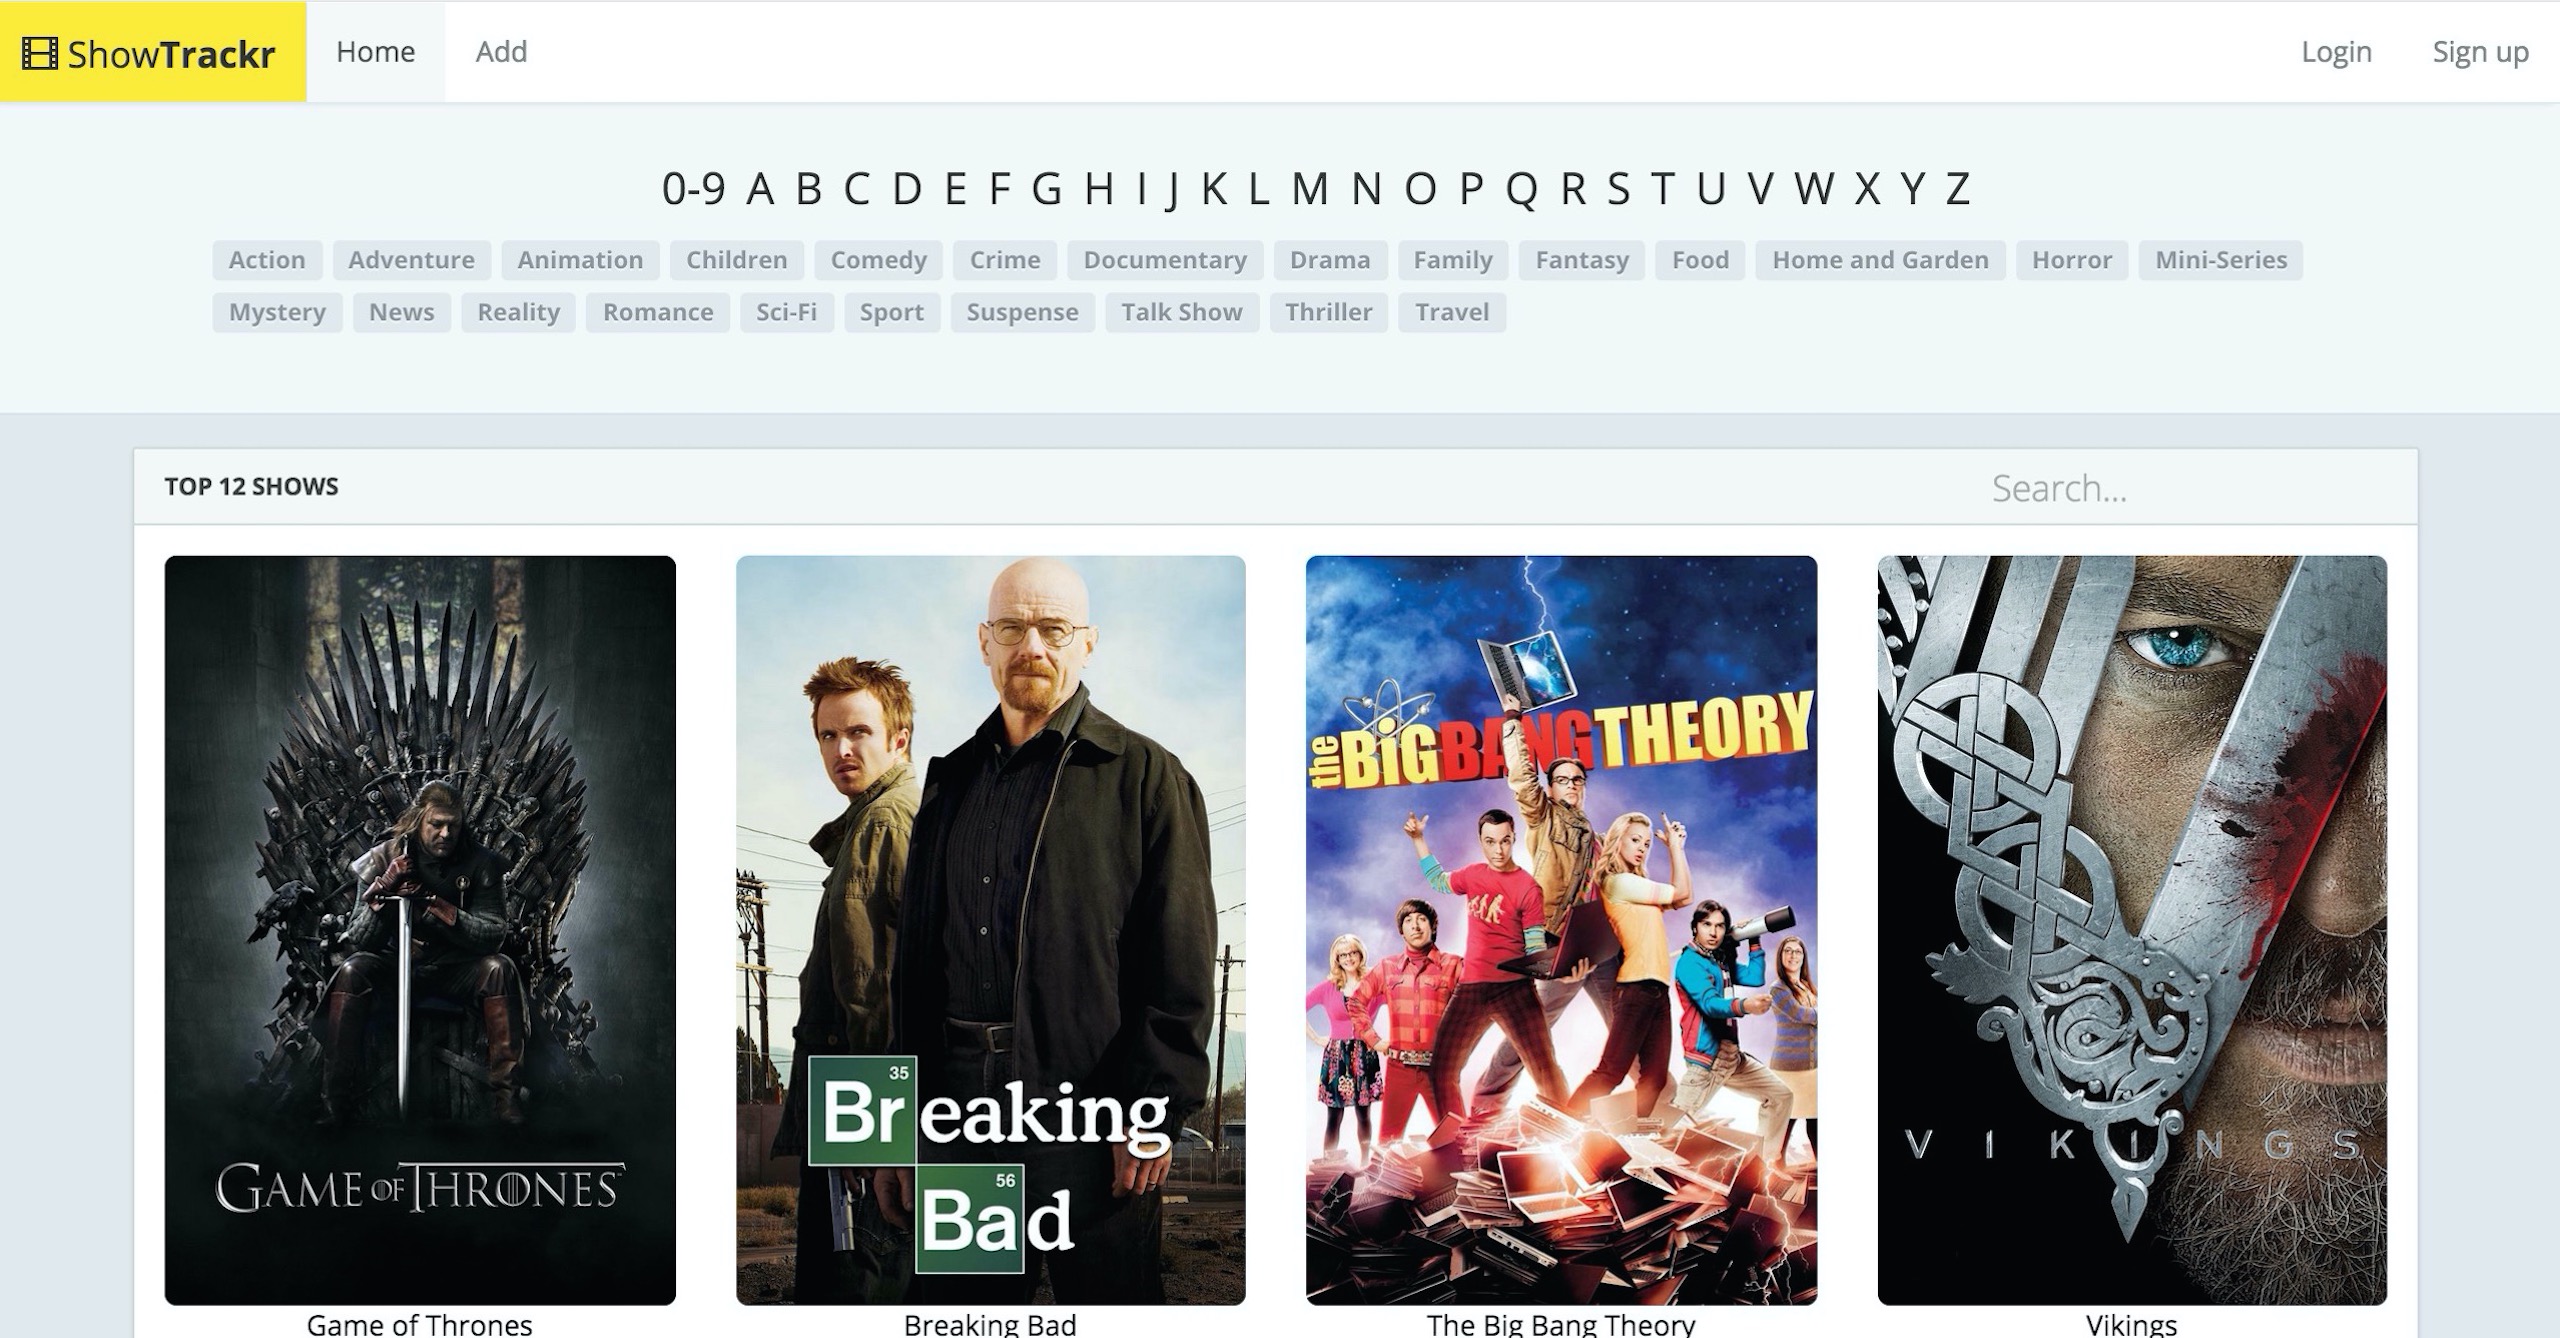 ShowTrackr Home Add Login Sign up
0-9 A B C D E F G H I J K L M N O P Q R S T U V W X Y Z
Action Adventure Animation Children Comedy Crime Documentary Drama Family Fantasy Food Home and Garden Horror Mini-Series
Mystery News Reality Romance Sci-Fi Sport Suspense Talk Show Thriller Travel
TOP 12 SHOWS Search...
GAME OF THRONES
35
Breaking
56
Bad
the BIG BANG THEORY
VIKINGS
Game of Thrones Breaking Bad The Big Bang Theory Vikings